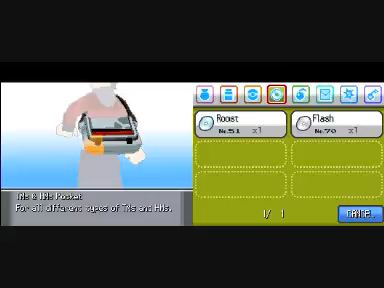 TMs & HMs Pocket
For all different types of TMs and HMs.
Roost
No.51 x1
Flash
No.70 x1
1/ 1
CANCEL